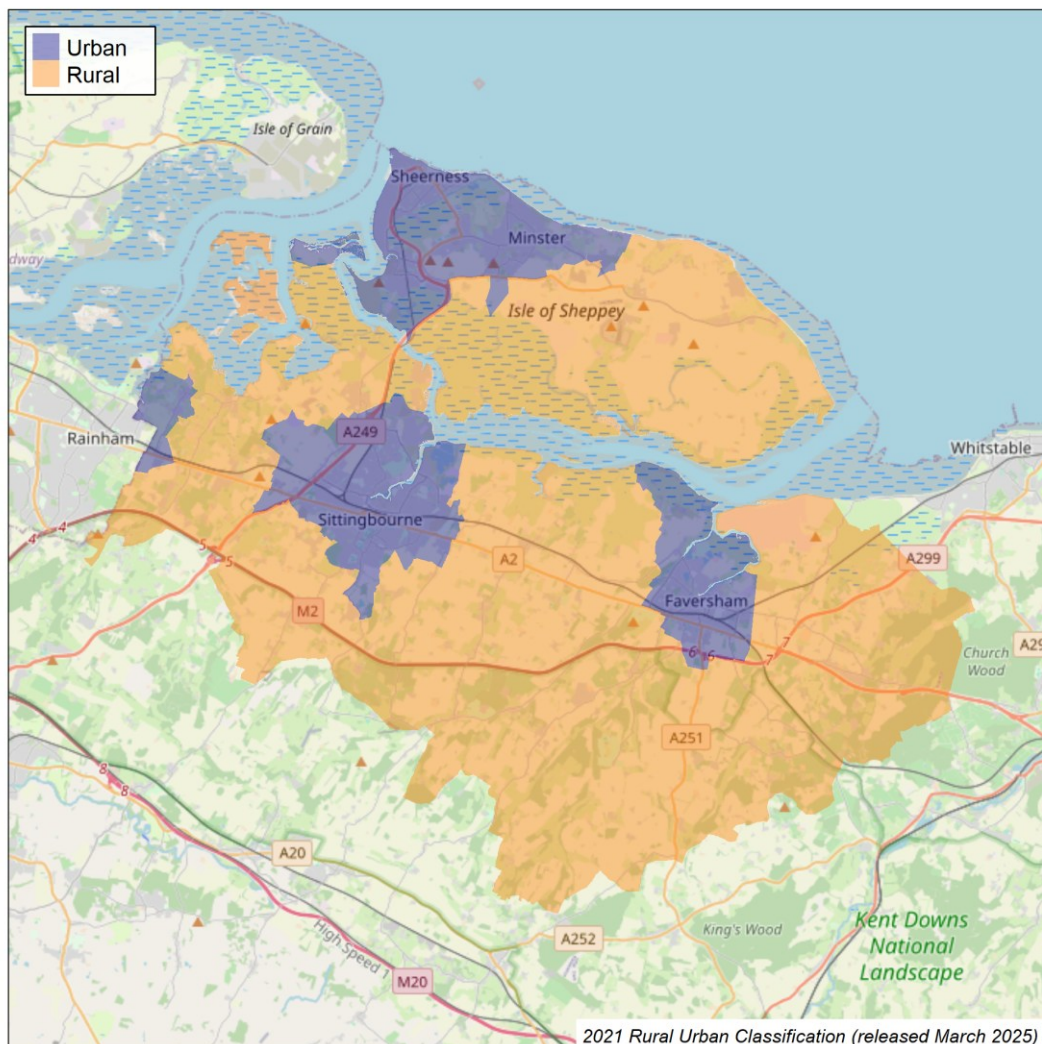 Urban
Rural
Isle of Grain
Sheerness
Minster
dway
Isle of Sheppey
A249
Rainham
Whitstable
4
4
Sittingbourne
5
5
A2
A299
M2
Faversham
7
7
6
6
A29
Church
Wood
A251
8
8
A20
Kent Downs
National
Landscape
King's Wood
A252
High Speed 1
M20
2021 Rural Urban Classification (released March 2025)